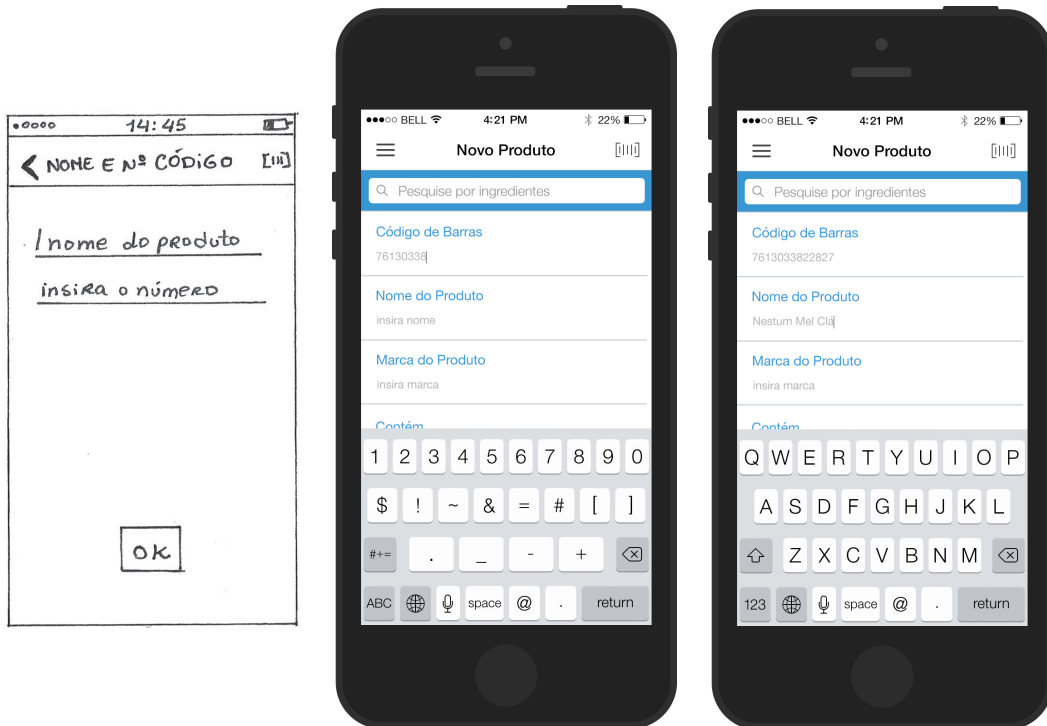 14:45
NOME E Nº CÓDIGO
nome do produto
insira o número
OK
BELL 4:21 PM 22%
Novo Produto
Pesquise por ingredientes
Código de Barras
76130338
Nome do Produto
insira nome
Marca do Produto
insira marca
Contém
1 2 3 4 5 6 7 8 9 0
$ ! ~ & = # [ ]
#+= . _ - +
ABC space @ . return
BELL 4:21 PM 22%
Novo Produto
Pesquise por ingredientes
Código de Barras
7613033822827
Nome do Produto
Nestum Mel Clá
Marca do Produto
insira marca
Contém
Q W E R T Y U I O P
A S D F G H J K L
Z X C V B N M
123 space @ . return